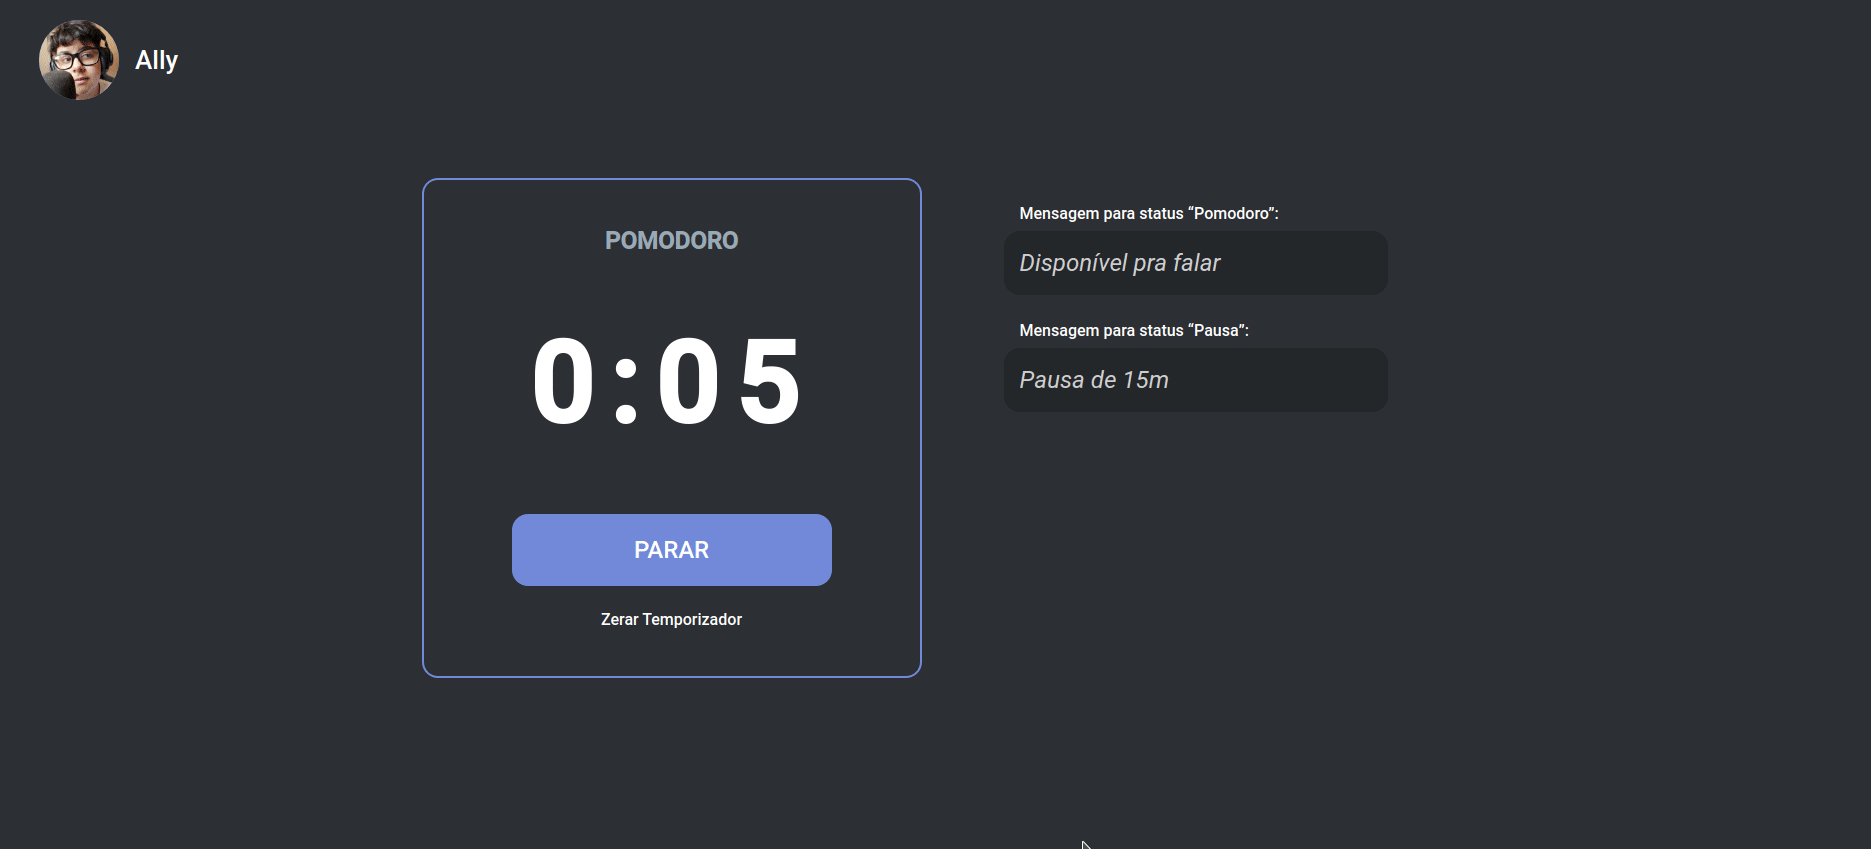 Ally
POMODORO
0:05
PARAR
Zerar Temporizador
Mensagem para status “Pomodoro”:
Disponível pra falar
Mensagem para status “Pausa”:
Pausa de 15m